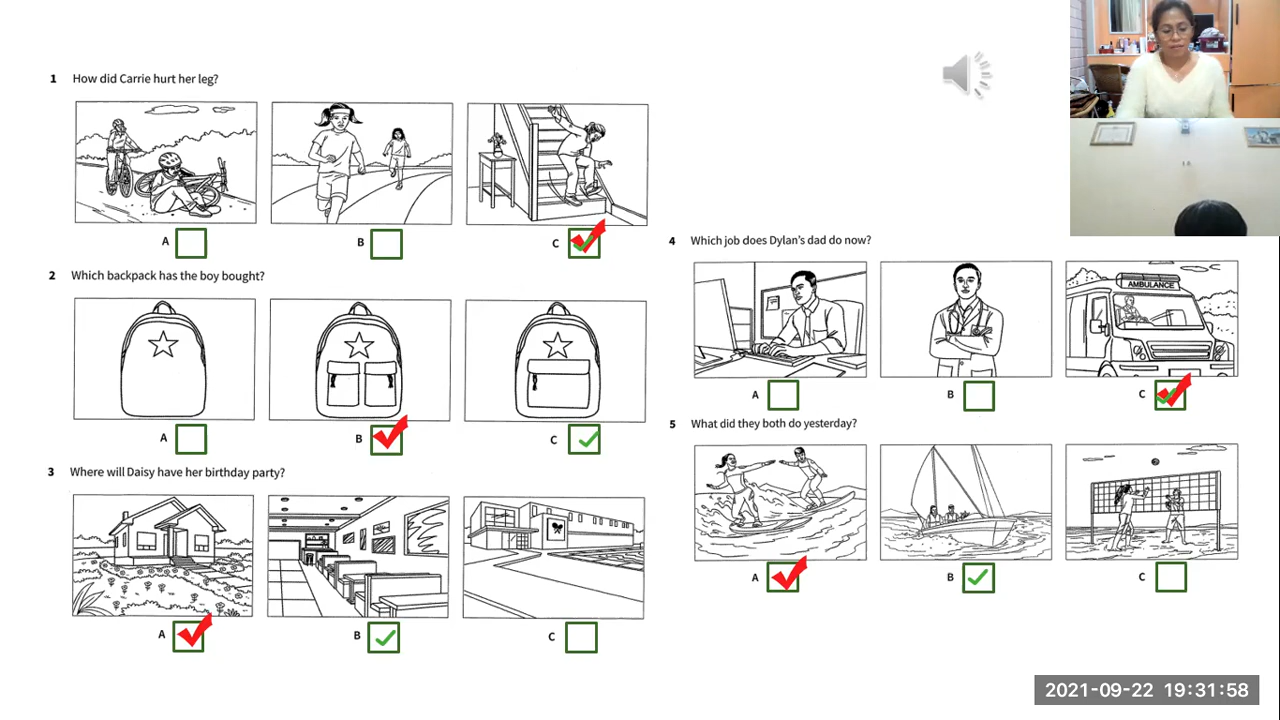 1 How did Carrie hurt her leg?
A
B
C
2 Which backpack has the boy bought?
A
B
C
3 Where will Daisy have her birthday party?
A
B
C
4 Which job does Dylan's dad do now?
AMBULANCE
A
B
C
5 What did they both do yesterday?
A
B
C
2021-09-22 19:31:58